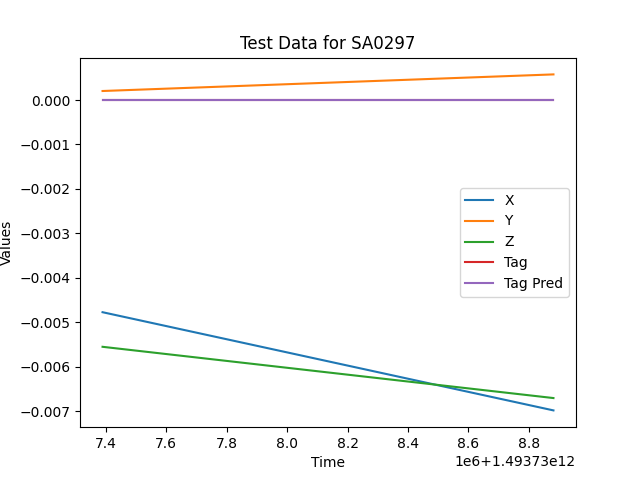 Test Data for SA0297
0.000
−0.001
−0.002
−0.003
−0.004
−0.005
−0.006
−0.007
Values
X
Y
Z
Tag
Tag Pred
7.4 7.6 7.8 8.0 8.2 8.4 8.6 8.8
Time
1e6+1.49373e12